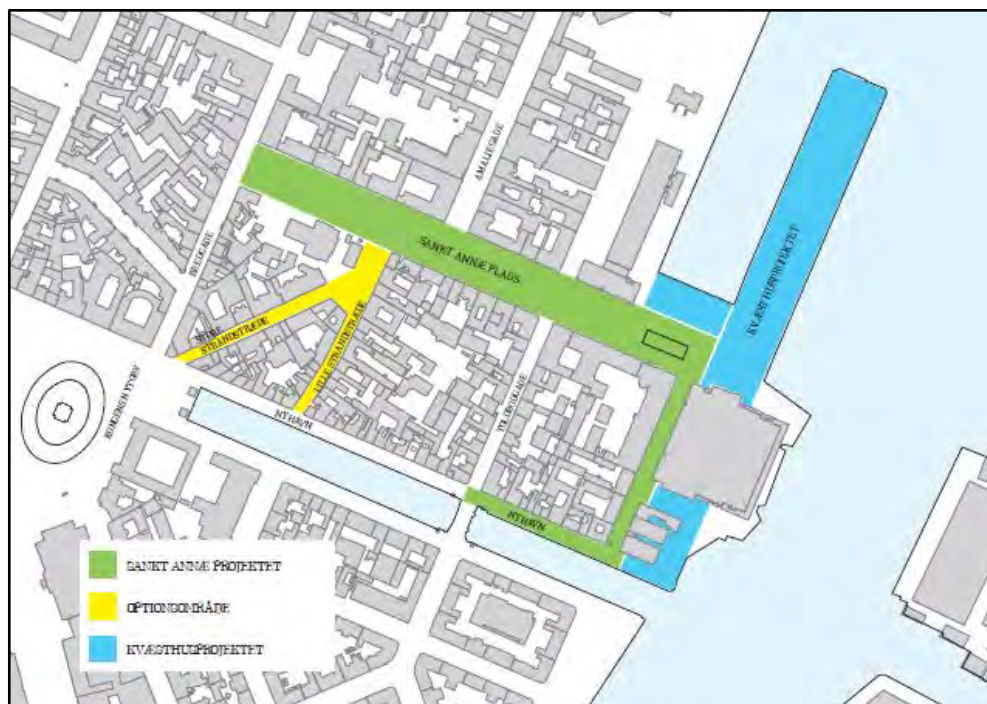 AMALIEGADE
SANKT ANNÆ PLADS
KVÆSTHUSPROJEKTET
BREDGADE
STORE
STRANDSTRÆDE
LILLE STRANDSTRÆDE
KONGENS NYTORV
NYHAVN
TOLDBODGADE
NYHAVN
SANKT ANNÆ PROJEKTET
OPTIONSOMRÅDE
KVÆSTHUSPROJEKTET